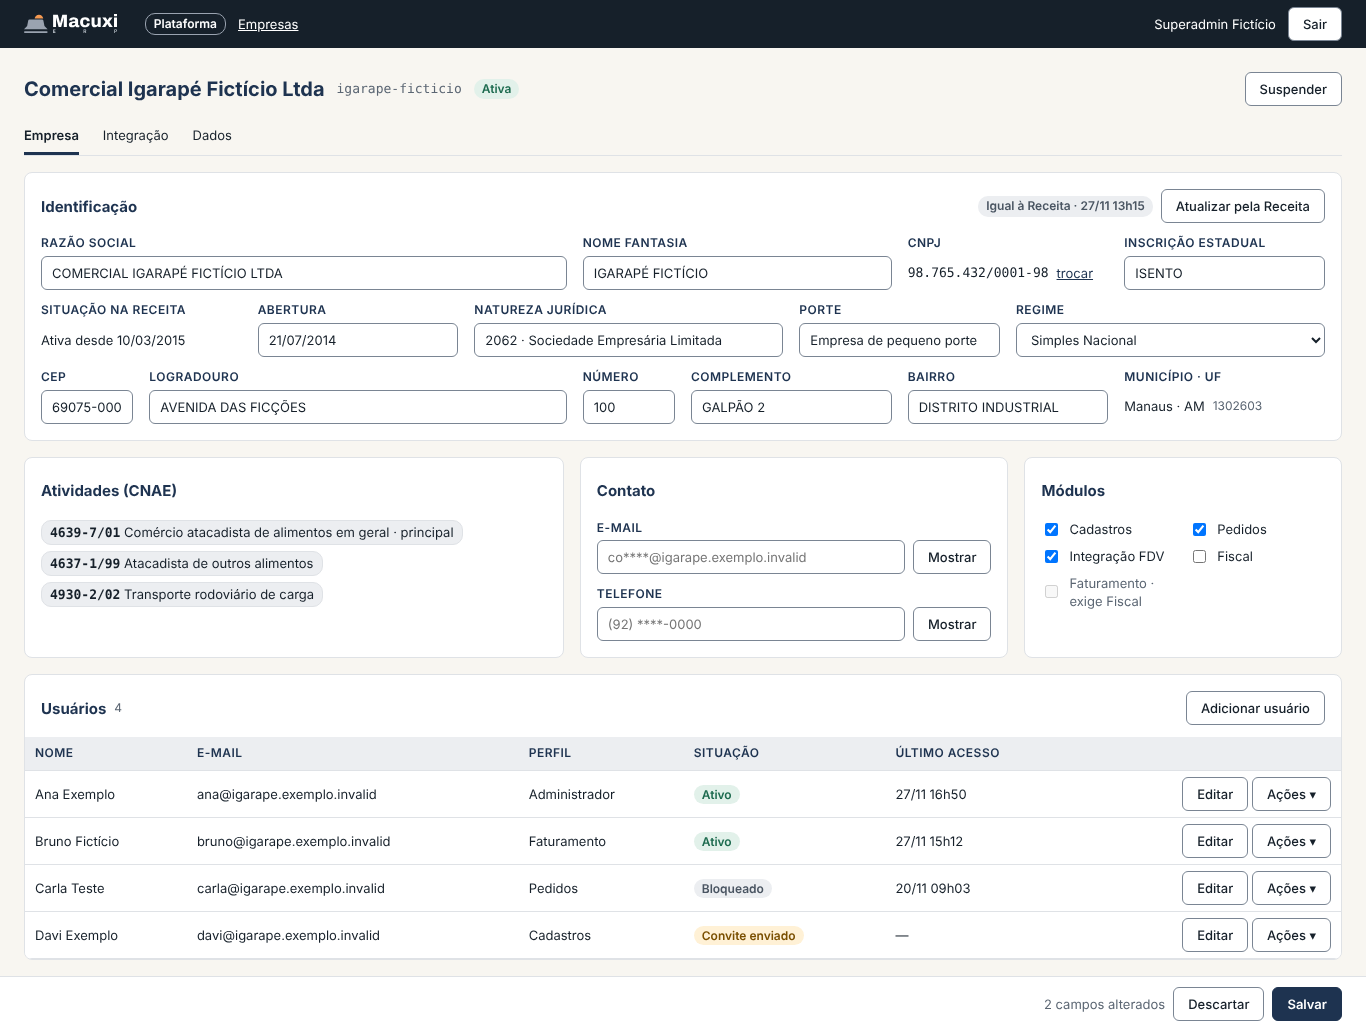 Macuxi
E R P
Plataforma
Empresas
Superadmin Fictício
Sair
Comercial Igarapé Fictício Ltda
igarape-ficticio
Ativa
Suspender
Empresa
Integração
Dados
Identificação
Igual à Receita · 27/11 13h15
Atualizar pela Receita
RAZÃO SOCIAL
NOME FANTASIA
CNPJ
INSCRIÇÃO ESTADUAL
COMERCIAL IGARAPÉ FICTÍCIO LTDA
IGARAPÉ FICTÍCIO
98.765.432/0001-98 trocar
ISENTO
SITUAÇÃO NA RECEITA
ABERTURA
NATUREZA JURÍDICA
PORTE
REGIME
Ativa desde 10/03/2015
21/07/2014
2062 · Sociedade Empresária Limitada
Empresa de pequeno porte
Simples Nacional
CEP
LOGRADOURO
NÚMERO
COMPLEMENTO
BAIRRO
MUNICÍPIO · UF
69075-000
AVENIDA DAS FICÇÕES
100
GALPÃO 2
DISTRITO INDUSTRIAL
Manaus · AM 1302603
Atividades (CNAE)
4639-7/01 Comércio atacadista de alimentos em geral · principal
4637-1/99 Atacadista de outros alimentos
4930-2/02 Transporte rodoviário de carga
Contato
E-MAIL
co****@igarape.exemplo.invalid
Mostrar
TELEFONE
(92) ****-0000
Mostrar
Módulos
Cadastros
Pedidos
Integração FDV
Fiscal
Faturamento ·
exige Fiscal
Usuários 4
Adicionar usuário
NOME
E-MAIL
PERFIL
SITUAÇÃO
ÚLTIMO ACESSO
Ana Exemplo
ana@igarape.exemplo.invalid
Administrador
Ativo
27/11 16h50
Editar
Ações ▾
Bruno Fictício
bruno@igarape.exemplo.invalid
Faturamento
Ativo
27/11 15h12
Editar
Ações ▾
Carla Teste
carla@igarape.exemplo.invalid
Pedidos
Bloqueado
20/11 09h03
Editar
Ações ▾
Davi Exemplo
davi@igarape.exemplo.invalid
Cadastros
Convite enviado
—
Editar
Ações ▾
2 campos alterados
Descartar
Salvar